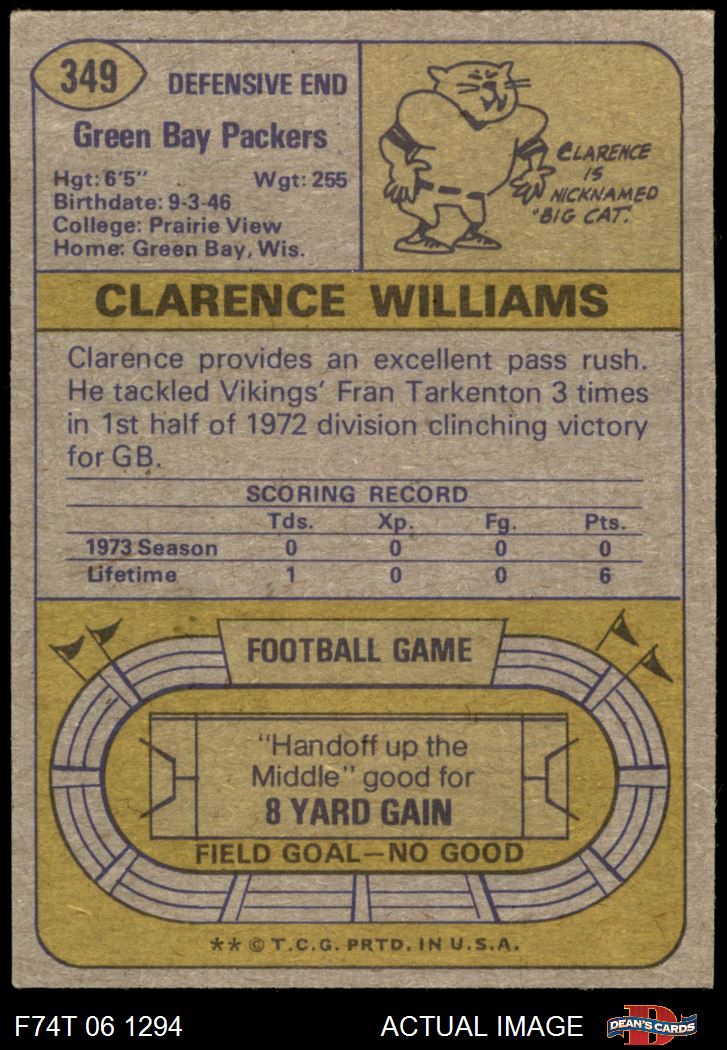 349
DEFENSIVE END
Green Bay Packers
Hgt: 6'5" Wgt: 255
Birthdate: 9-3-46
College: Prairie View
Home: Green Bay, Wis.
CLARENCE
IS
NICKNAMED
"BIG CAT."
CLARENCE WILLIAMS
Clarence provides an excellent pass rush.
He tackled Vikings' Fran Tarkenton 3 times
in 1st half of 1972 division clinching victory
for GB.
SCORING RECORD
Tds. Xp. Fg. Pts.
1973 Season 0 0 0 0
Lifetime 1 0 0 6
FOOTBALL GAME
"Handoff up the
Middle" good for
8 YARD GAIN
FIELD GOAL—NO GOOD
** © T.C.G. PRTD. IN U.S.A.
F74T 06 1294 ACTUAL IMAGE
D
DEAN'S CARDS